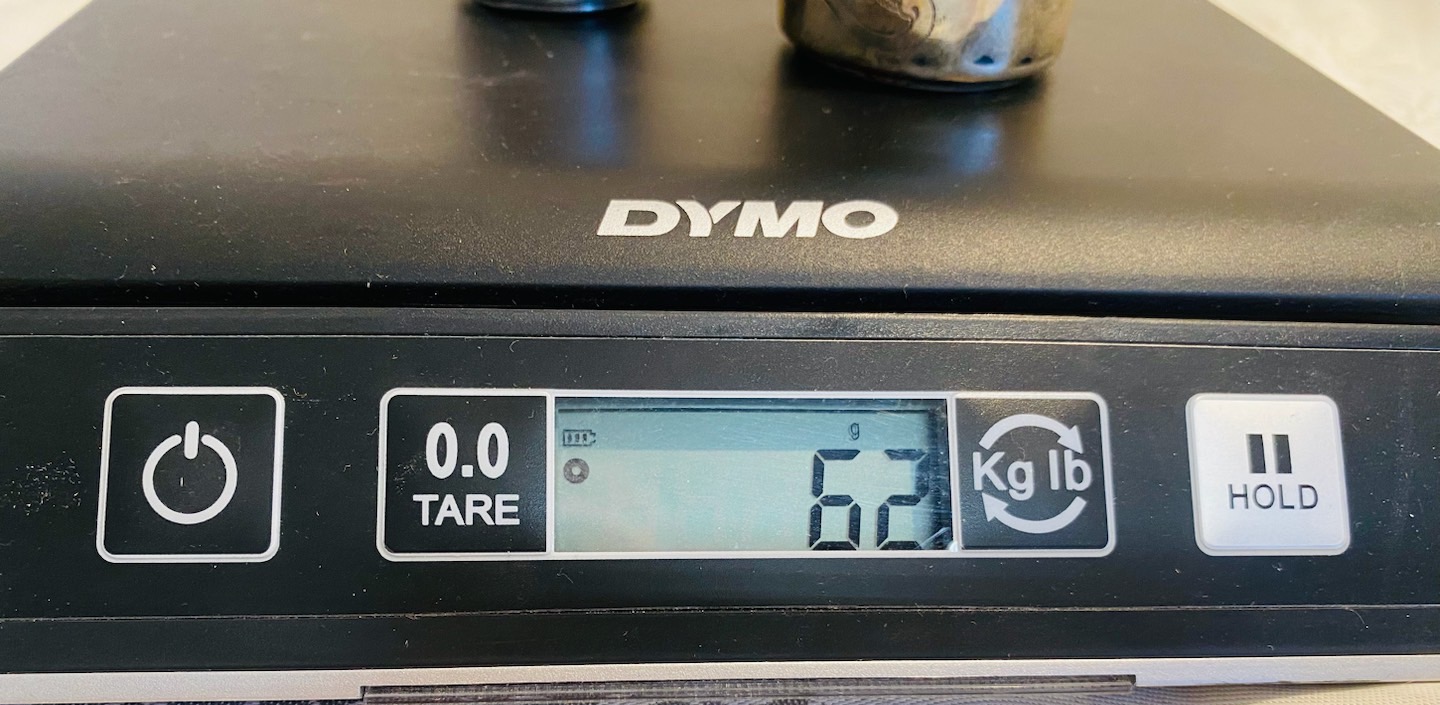 DYMO
0.0
TARE
g
62
Kg lb
HOLD